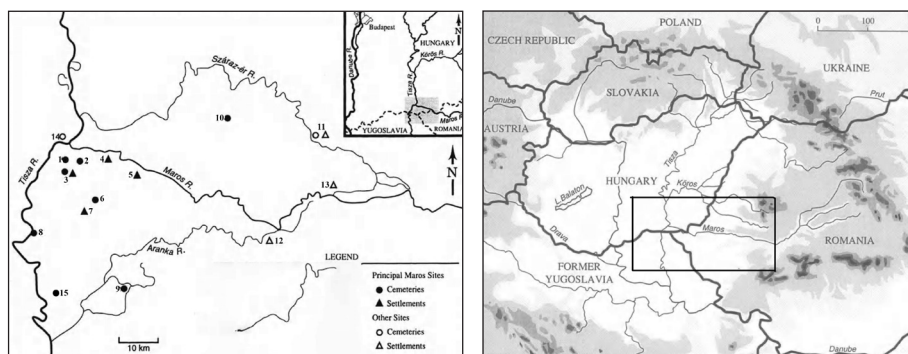 Budapest
N
HUNGARY
Körös R.
Danube R.
Tisza R.
Maros R.
YUGOSLAVIA
ROMANIA
Száraz-ér R.
10
11
14
1
2
4
3
5
Maros R.
13
N
Tisza R.
6
7
8
12
Aranka R.
9
15
10 km
LEGEND
Principal Maros Sites
Cemeteries
Settlements
Other Sites
Cemeteries
Settlements
POLAND
0 100
CZECH REPUBLIC
UKRAINE
SLOVAKIA
Prut
Danube
AUSTRIA
Tisza
HUNGARY
Körös
L. Balaton
Maros
Drava
ROMANIA
FORMER
YUGOSLAVIA
Danube